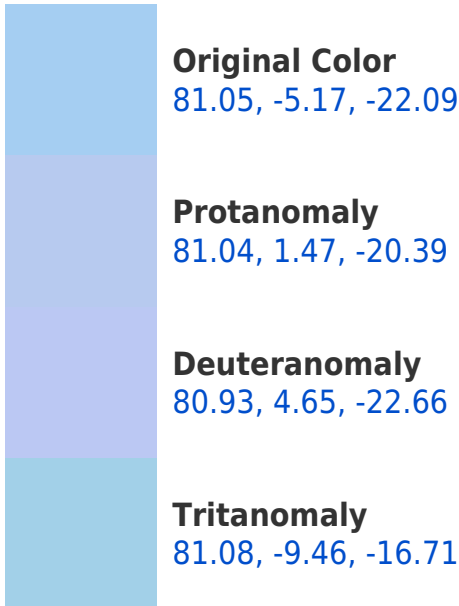 Original Color
81.05, -5.17, -22.09
Protanomaly
81.04, 1.47, -20.39
Deuteranomaly
80.93, 4.65, -22.66
Tritanomaly
81.08, -9.46, -16.71